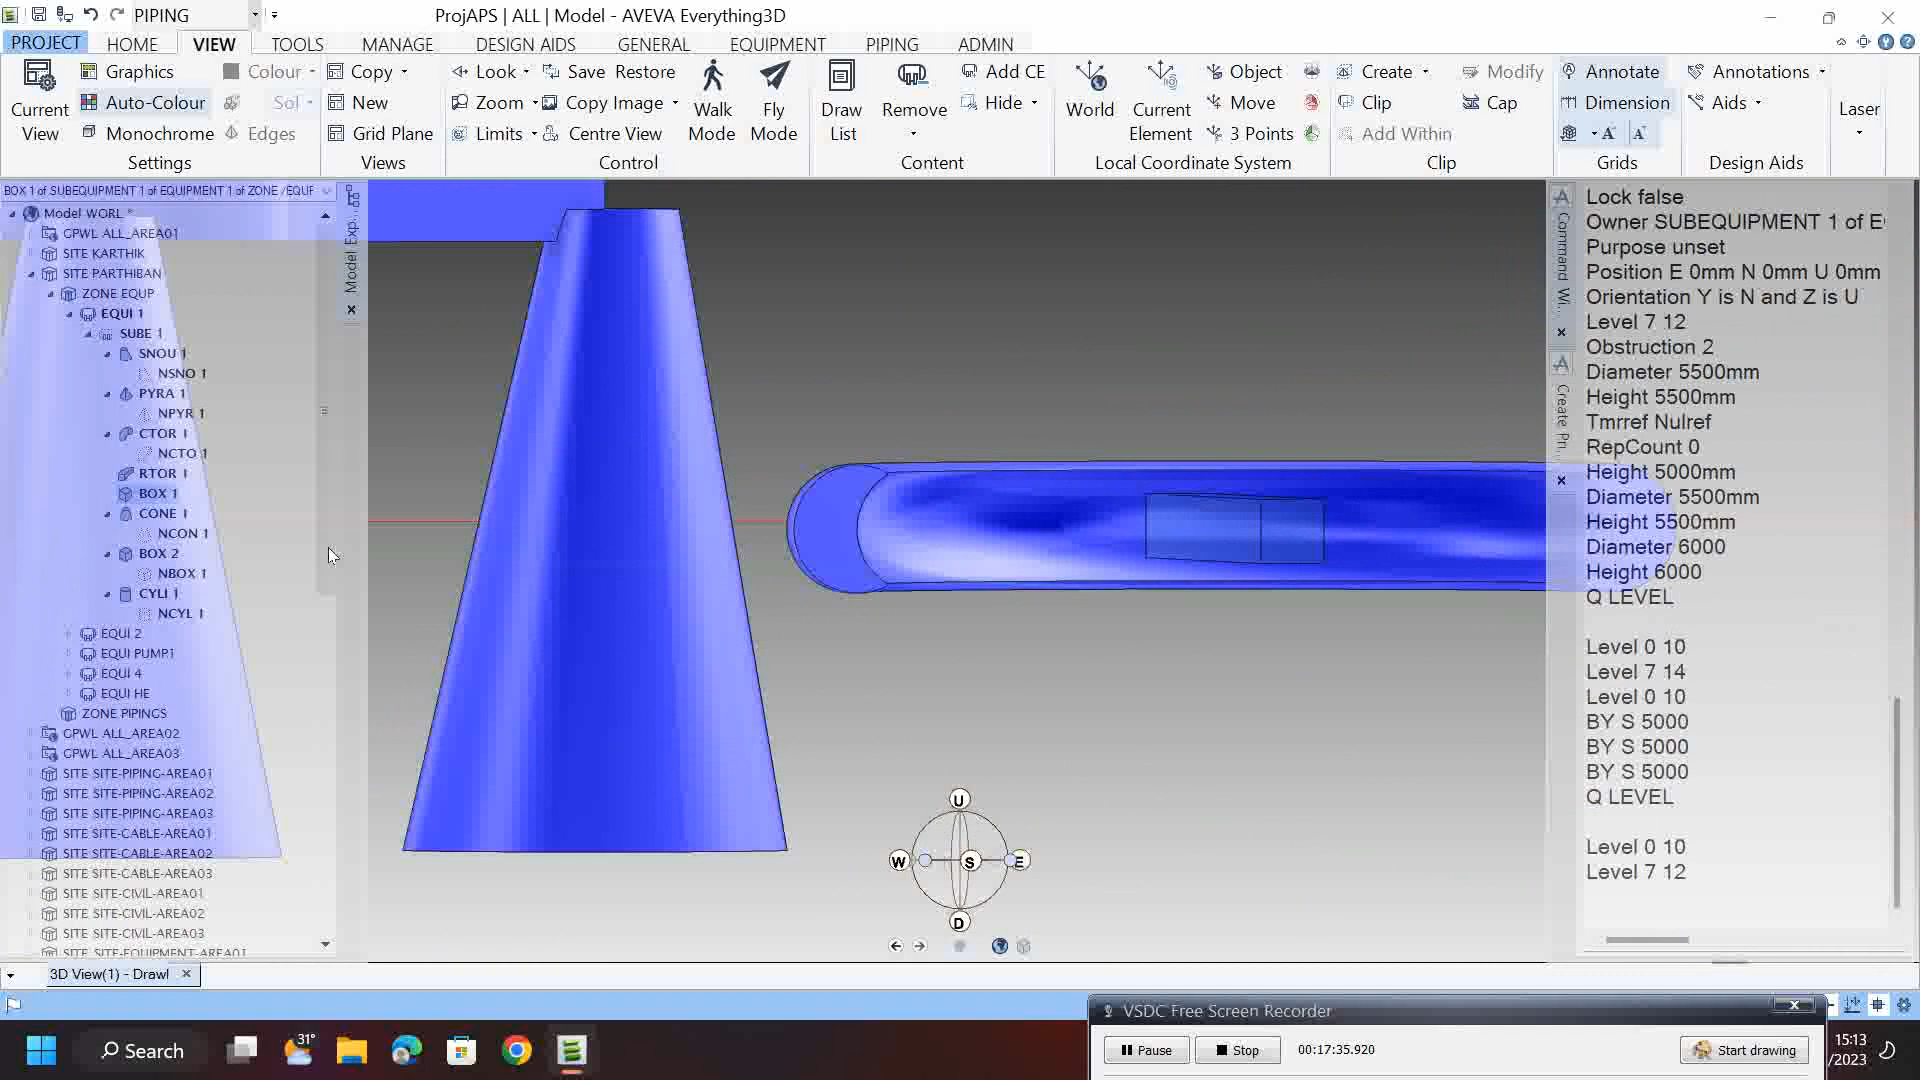 PIPING
ProjAPS | ALL | Model - AVEVA Everything3D
PROJECT HOME VIEW TOOLS MANAGE DESIGN AIDS GENERAL EQUIPMENT PIPING ADMIN
Current View
Graphics
Auto-Colour
Monochrome
Colour
Sol
Edges
Settings
Copy
New
Grid Plane
Views
Look
Zoom
Limits
Save Restore
Copy Image
Centre View
Walk Mode
Fly Mode
Control
Draw List
Remove
Add CE
Hide
Content
World
Current Element
Object
Move
3 Points
Local Coordinate System
Create
Clip
Add Within
Modify
Cap
Clip
Annotate
Dimension
Grids
Annotations
Aids
Design Aids
Laser
BOX 1 of SUBEQUIPMENT 1 of EQUIPMENT 1 of ZONE /EQUF
Model WORL *
GPWL ALL_AREA01
SITE KARTHIK
SITE PARTHIBAN
ZONE EQUP
EQUI 1
SUBE 1
SNOU 1
NSNO 1
PYRA 1
NPYR 1
CTOR 1
NCTO 1
RTOR 1
BOX 1
CONE 1
NCON 1
BOX 2
NBOX 1
CYLI 1
NCYL 1
EQUI 2
EQUI PUMP1
EQUI 4
EQUI HE
ZONE PIPINGS
GPWL ALL_AREA02
GPWL ALL_AREA03
SITE SITE-PIPING-AREA01
SITE SITE-PIPING-AREA02
SITE SITE-PIPING-AREA03
SITE SITE-CABLE-AREA01
SITE SITE-CABLE-AREA02
SITE SITE-CABLE-AREA03
SITE SITE-CIVIL-AREA01
SITE SITE-CIVIL-AREA02
SITE SITE-CIVIL-AREA03
SITE SITE-EQUIPMENT-AREA01
Model Exp...
U
W S E
D
Command Wi...
Create Pri...
Lock false
Owner SUBEQUIPMENT 1 of E
Purpose unset
Position E 0mm N 0mm U 0mm
Orientation Y is N and Z is U
Level 7 12
Obstruction 2
Diameter 5500mm
Height 5500mm
Tmrref Nulref
RepCount 0
Height 5000mm
Diameter 5500mm
Height 5500mm
Diameter 6000
Height 6000
Q LEVEL
Level 0 10
Level 7 14
Level 0 10
BY S 5000
BY S 5000
BY S 5000
Q LEVEL
Level 0 10
Level 7 12
3D View(1) - Drawl
VSDC Free Screen Recorder
Pause Stop 00:17:35.920 Start drawing
Search
31°
15:13
/2023